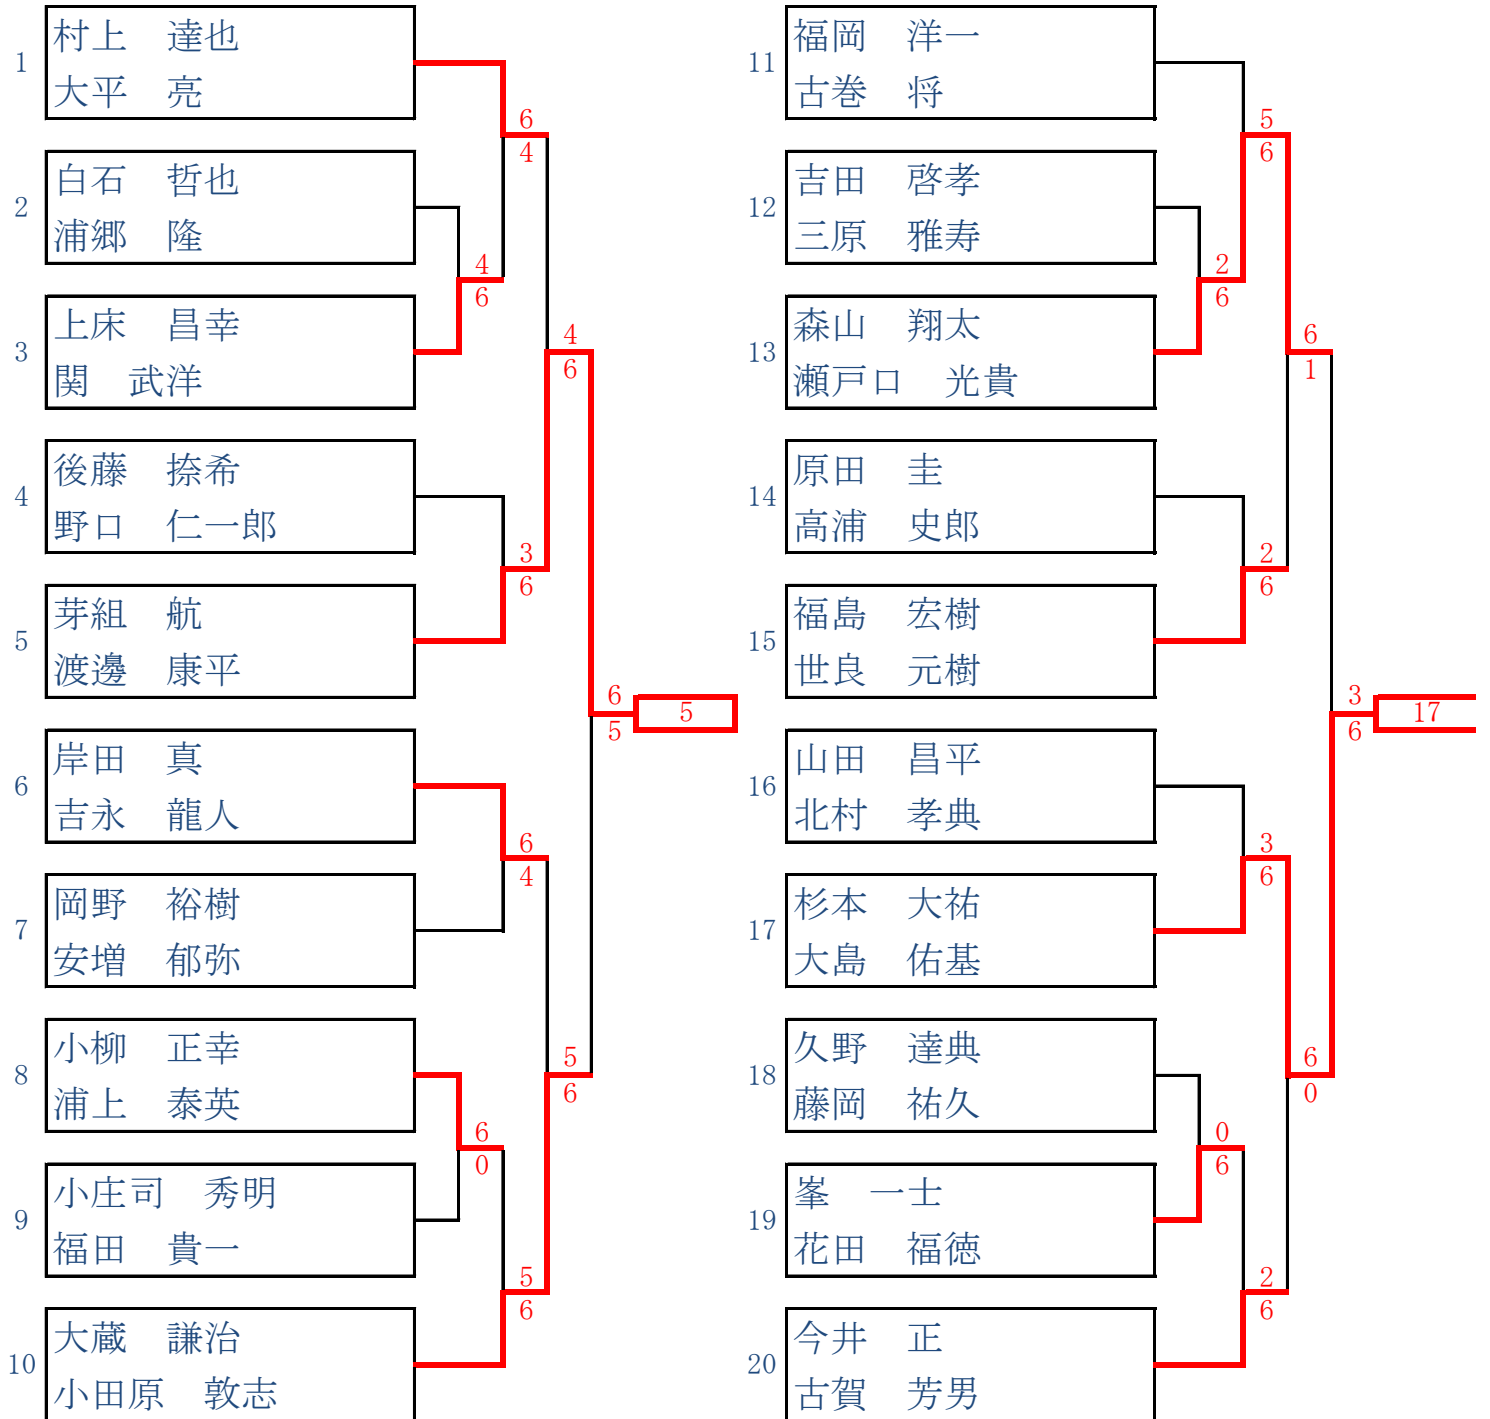 1
村上　達也
大平　亮
2
白石　哲也
浦郷　隆
3
上床　昌幸
関　武洋
4
後藤　捺希
野口　仁一郎
5
芽組　航
渡邊　康平
6
岸田　真
吉永　龍人
7
岡野　裕樹
安増　郁弥
8
小柳　正幸
浦上　泰英
9
小庄司　秀明
福田　貴一
10
大蔵　謙治
小田原　敦志
6
4
4
6
3
6
6
4
6
0
5
6
4
6
5
6
6
5
5
11
福岡　洋一
古巻　将
12
吉田　啓孝
三原　雅寿
13
森山　翔太
瀬戸口　光貴
14
原田　圭
高浦　史郎
15
福島　宏樹
世良　元樹
16
山田　昌平
北村　孝典
17
杉本　大祐
大島　佑基
18
久野　達典
藤岡　祐久
19
峯　一士
花田　福徳
20
今井　正
古賀　芳男
5
6
2
6
2
6
3
6
0
6
2
6
6
1
6
0
3
6
17